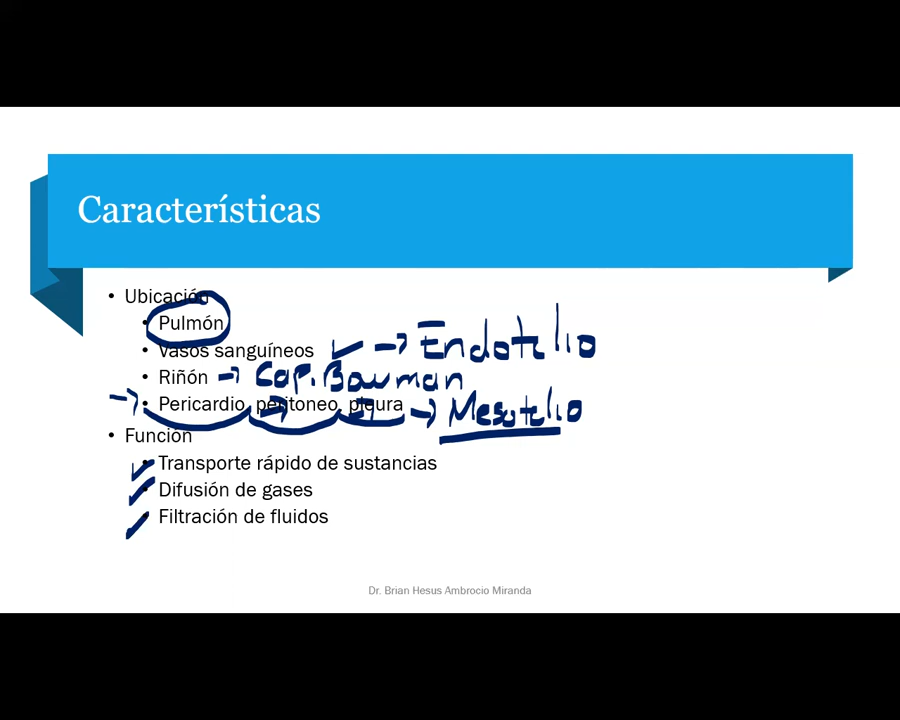 Características
• Ubicación
• Pulmón
• Vasos sanguíneos → Endotelio
• Riñón → Cap. Bowman
→ • Pericardio, peritoneo, pleura → Mesotelio
• Función
• Transporte rápido de sustancias
• Difusión de gases
• Filtración de fluidos
Dr. Brian Hesus Ambrocio Miranda